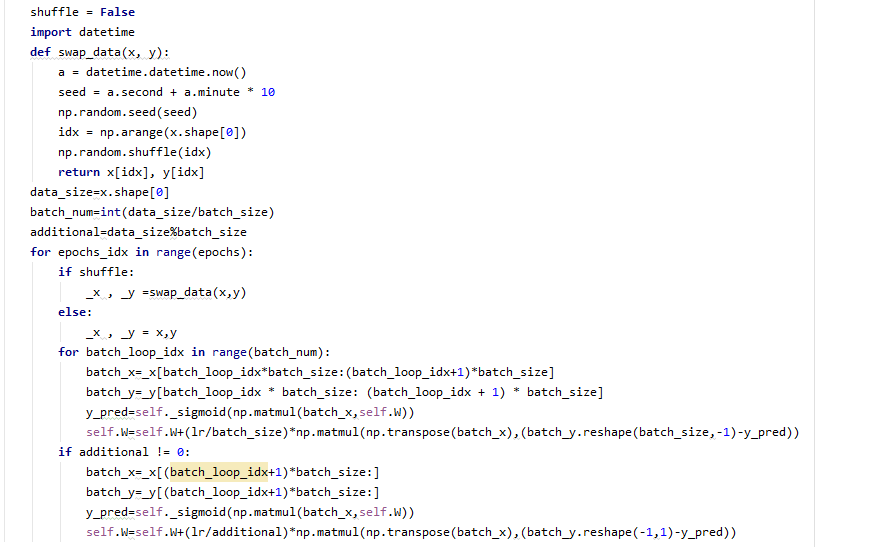 shuffle = False
import datetime
def swap_data(x, y):
    a = datetime.datetime.now()
    seed = a.second + a.minute * 10
    np.random.seed(seed)
    idx = np.arange(x.shape[0])
    np.random.shuffle(idx)
    return x[idx], y[idx]
data_size=x.shape[0]
batch_num=int(data_size/batch_size)
additional=data_size%batch_size
for epochs_idx in range(epochs):
    if shuffle:
        _x , _y =swap_data(x,y)
    else:
        _x , _y = x,y
    for batch_loop_idx in range(batch_num):
        batch_x=_x[batch_loop_idx*batch_size:(batch_loop_idx+1)*batch_size]
        batch_y=_y[batch_loop_idx * batch_size: (batch_loop_idx + 1) * batch_size]
        y_pred=self._sigmoid(np.matmul(batch_x,self.W))
        self.W=self.W+(lr/batch_size)*np.matmul(np.transpose(batch_x),(batch_y.reshape(batch_size,-1)-y_pred))
    if additional != 0:
        batch_x=_x[(batch_loop_idx+1)*batch_size:]
        batch_y=_y[(batch_loop_idx+1)*batch_size:]
        y_pred=self._sigmoid(np.matmul(batch_x,self.W))
        self.W=self.W+(lr/additional)*np.matmul(np.transpose(batch_x),(batch_y.reshape(-1,1)-y_pred))